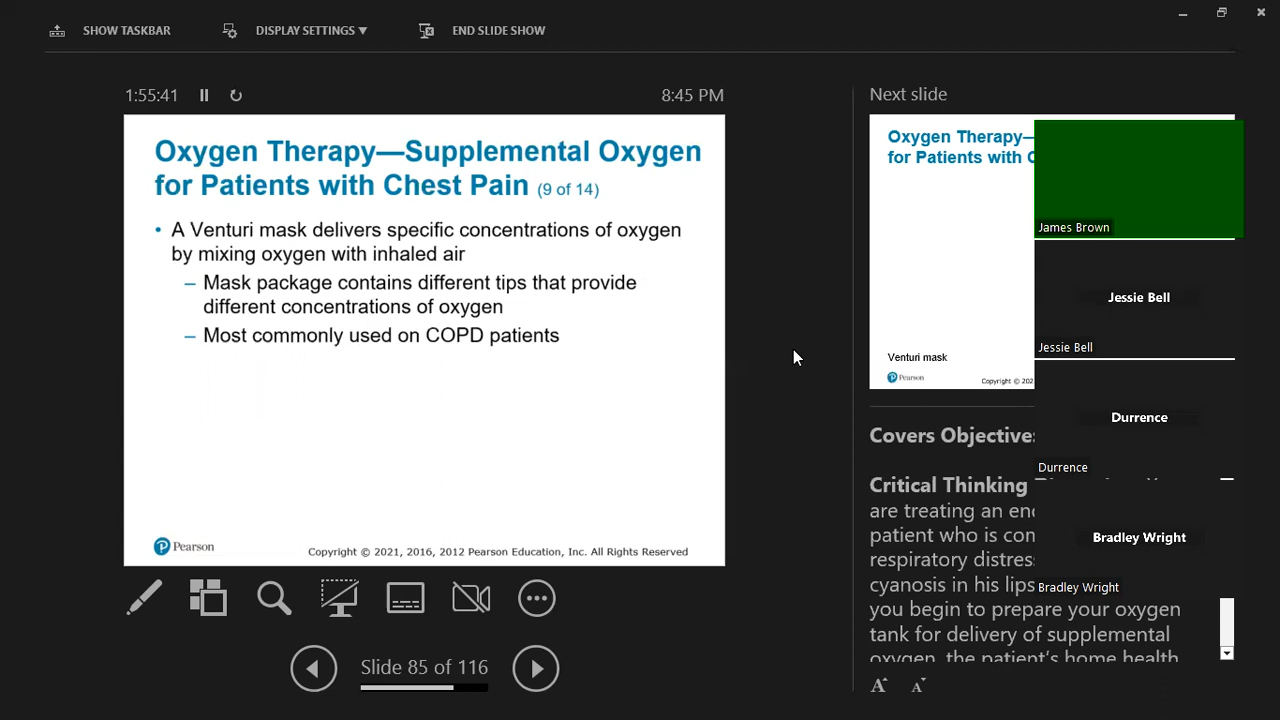 SHOW TASKBAR
DISPLAY SETTINGS ▼
END SLIDE SHOW
1:55:41
8:45 PM
Oxygen Therapy—Supplemental Oxygen
for Patients with Chest Pain (9 of 14)
• A Venturi mask delivers specific concentrations of oxygen
by mixing oxygen with inhaled air
– Mask package contains different tips that provide
different concentrations of oxygen
– Most commonly used on COPD patients
Pearson
Copyright © 2021, 2016, 2012 Pearson Education, Inc. All Rights Reserved
Slide 85 of 116
Next slide
Oxygen Therapy—
for Patients with
Venturi mask
Pearson
Copyright ©
James Brown
Jessie Bell
Jessie Bell
Durrence
Durrence
Bradley Wright
Bradley Wright
Covers
Critical Thinking
are treating an
patient who is
respiratory
cyanosis in his lips
you begin to prepare your oxygen
tank for delivery of supplemental
oxygen, the patient's home health
A A